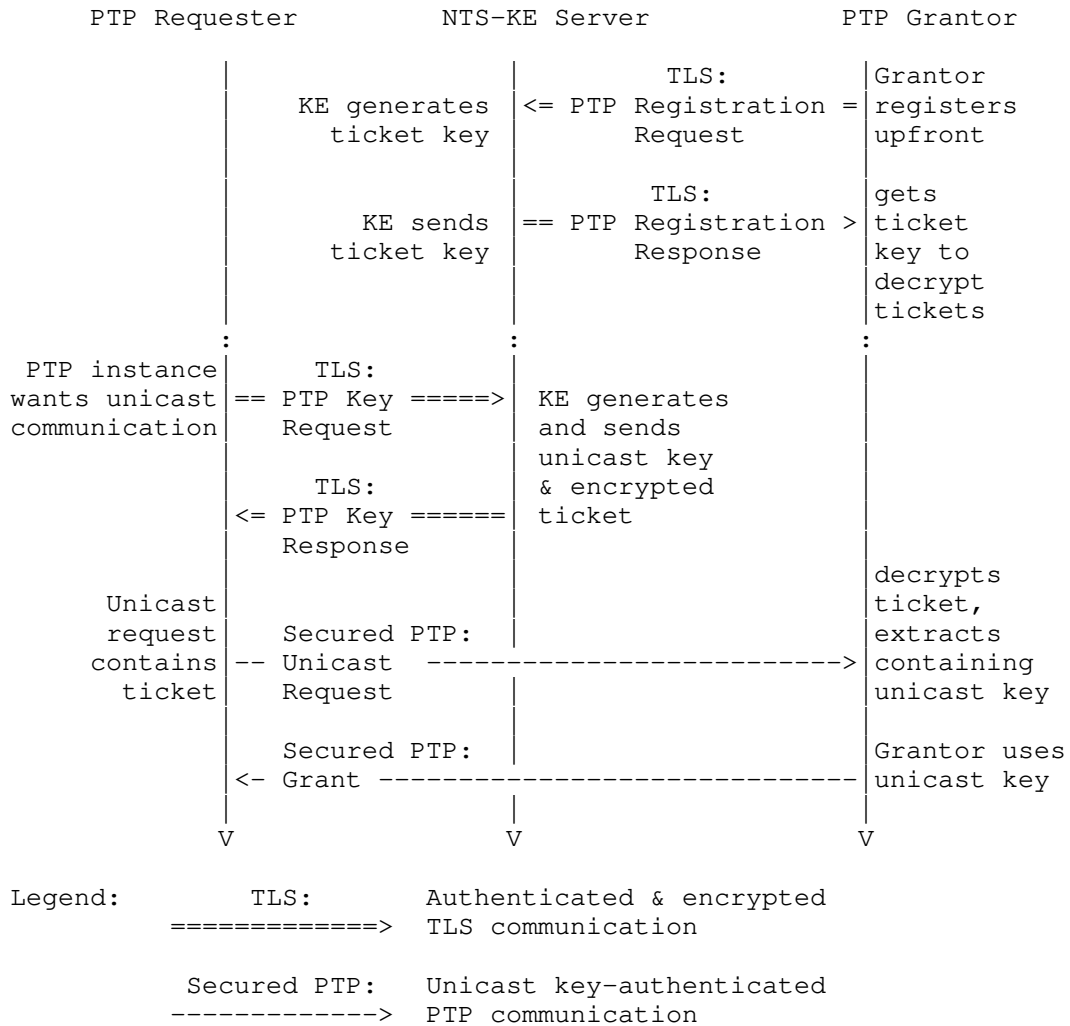 PTP Requester NTS-KE Server PTP Grantor
TLS: Grantor
KE generates <= PTP Registration = registers
ticket key Request upfront
TLS: gets
KE sends == PTP Registration > ticket
ticket key Response key to
decrypt
tickets
: : :
PTP instance TLS:
wants unicast == PTP Key =====> KE generates
communication Request and sends
unicast key
TLS: & encrypted
<= PTP Key ====== ticket
Response
decrypts
Unicast ticket,
request Secured PTP: extracts
contains -- Unicast --------------------------> containing
ticket Request unicast key
Secured PTP: Grantor uses
<- Grant ------------------------------ unicast key
V V V
Legend: TLS: Authenticated & encrypted
=============> TLS communication
Secured PTP: Unicast key-authenticated
-------------> PTP communication